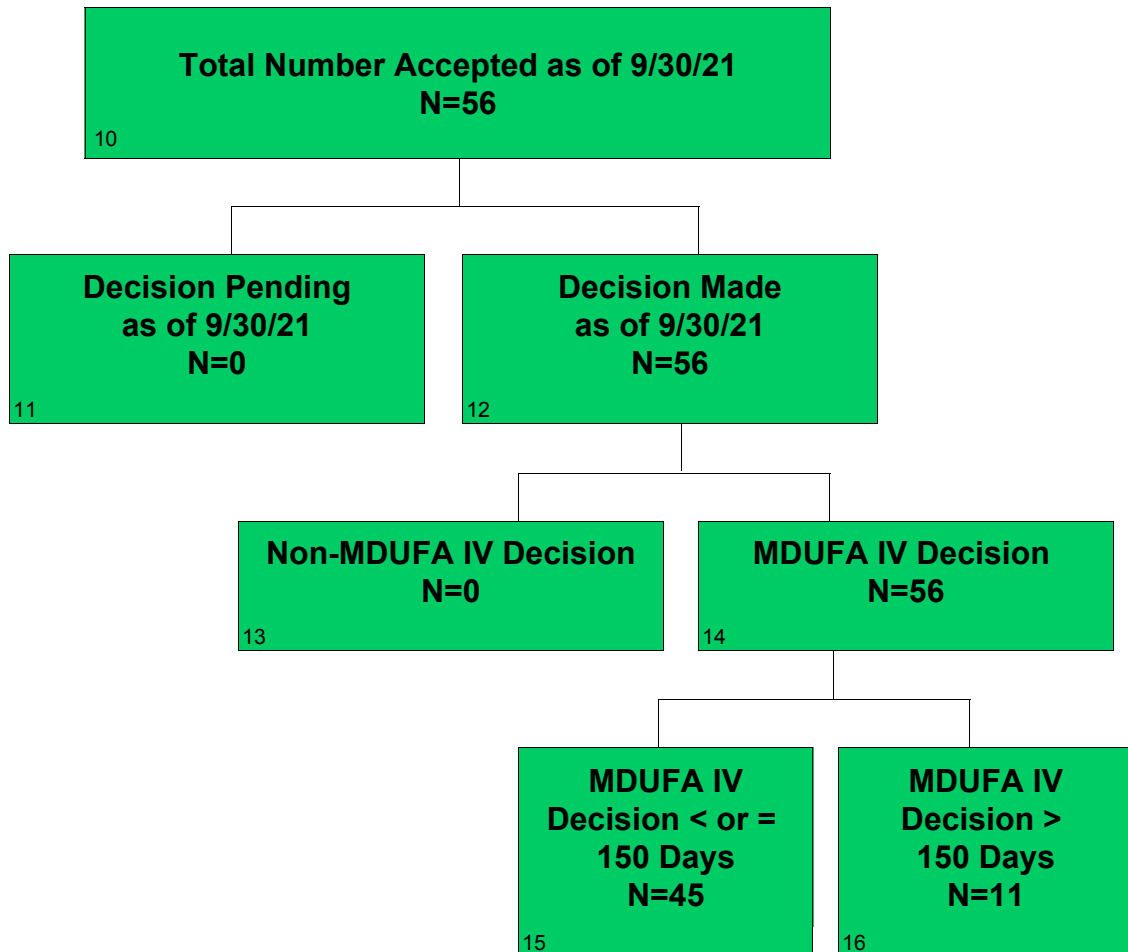 Total Number Accepted as of 9/30/21
N=56
10
Decision Pending
as of 9/30/21
N=0
11
Decision Made
as of 9/30/21
N=56
12
Non-MDUFA IV Decision
N=0
13
MDUFA IV Decision
N=56
14
MDUFA IV
Decision < or =
150 Days
N=45
15
MDUFA IV
Decision >
150 Days
N=11
16